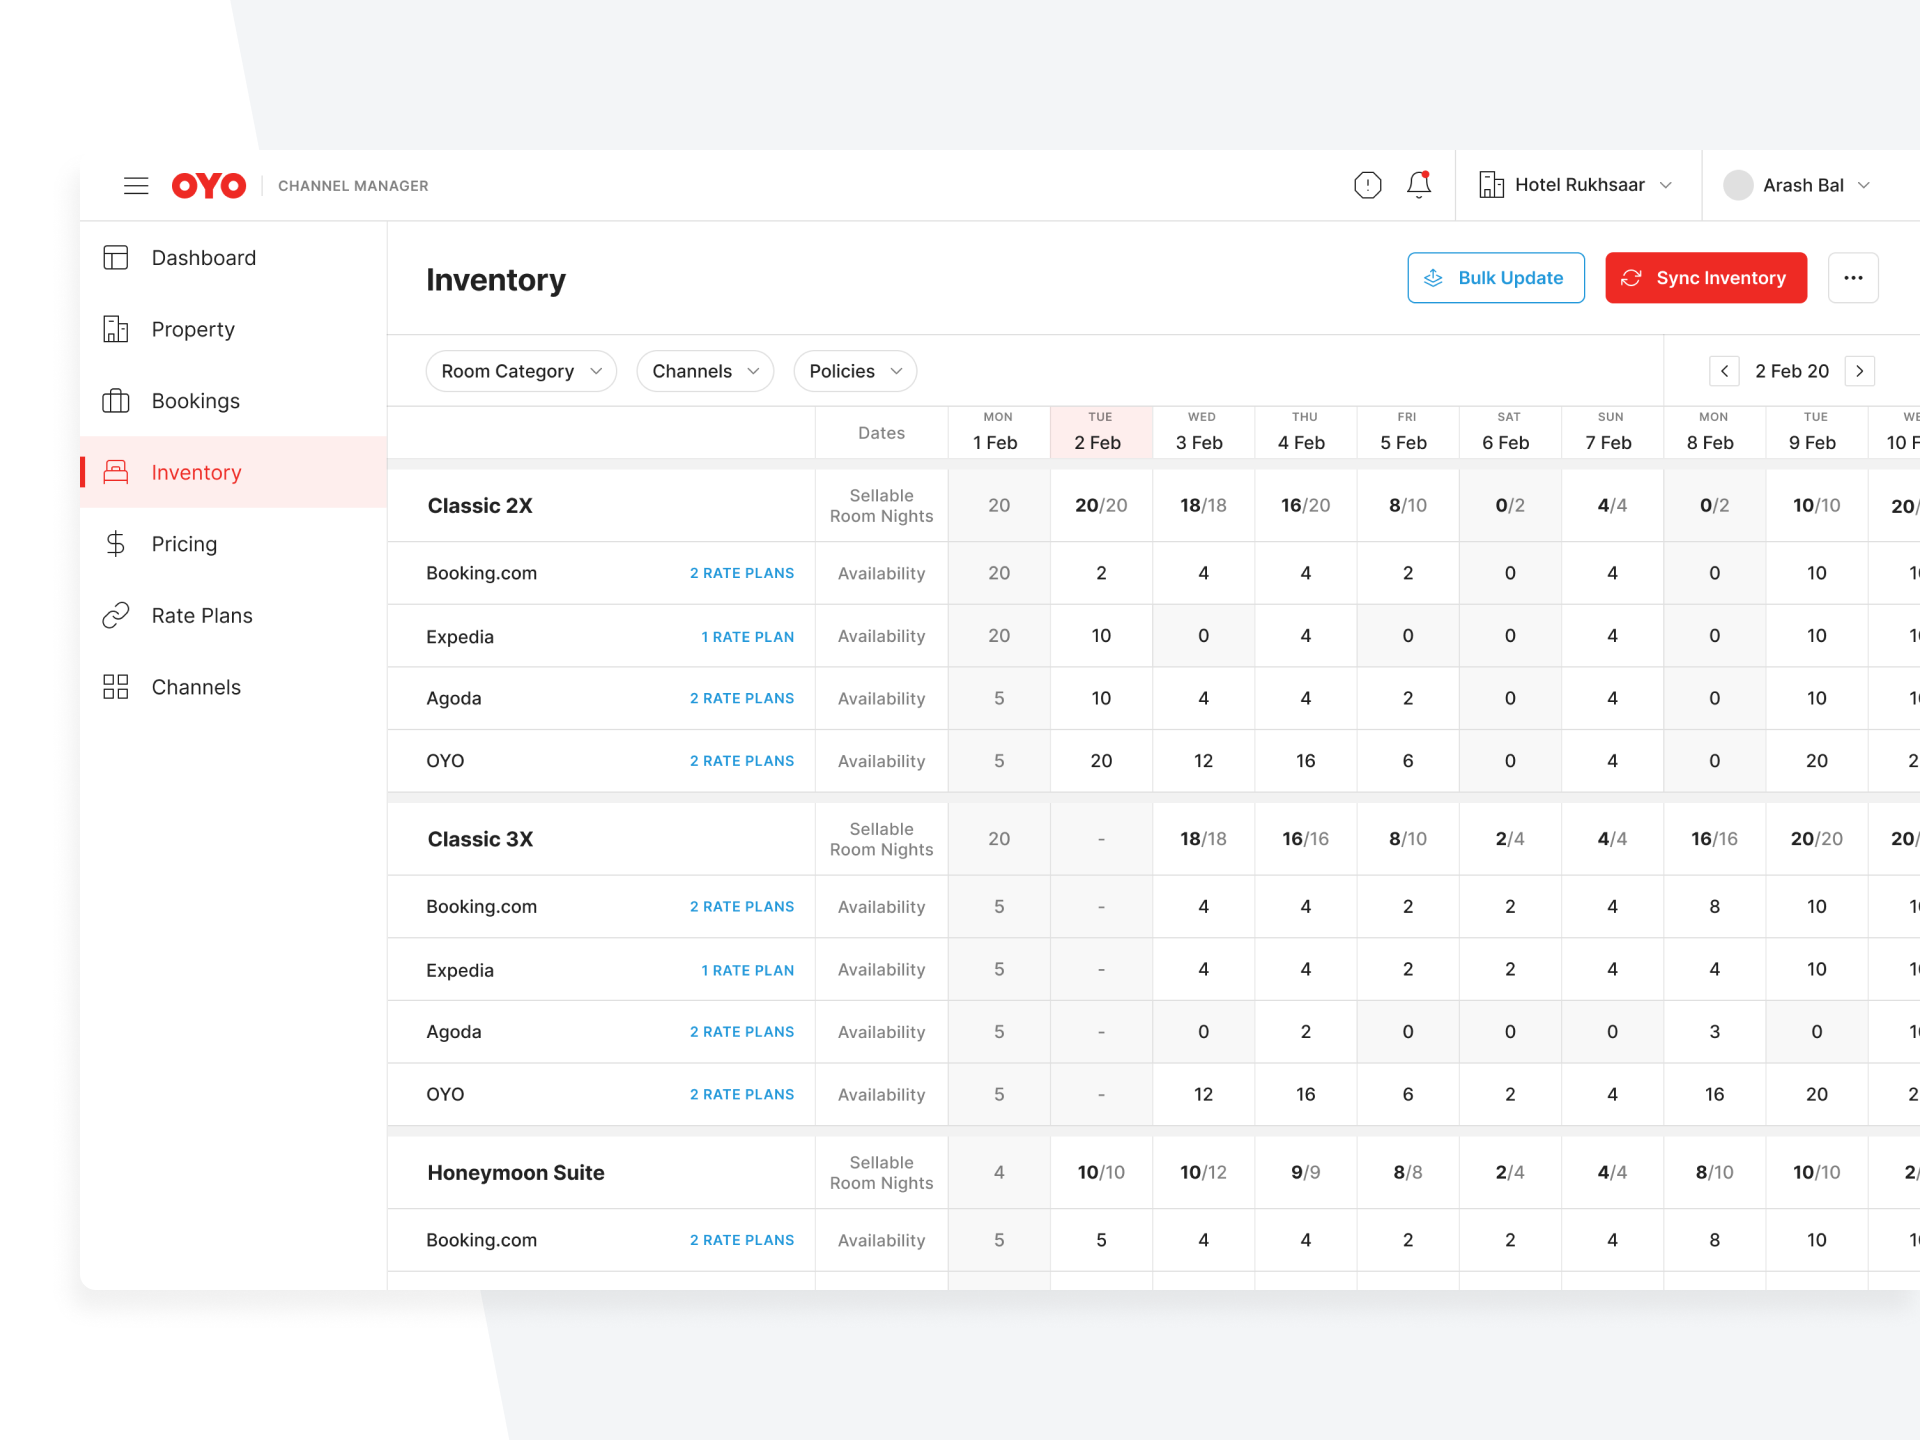 OYO CHANNEL MANAGER Hotel Rukhsaar Arash Bal
Dashboard
Property
Bookings
Inventory
Pricing
Rate Plans
Channels
Inventory Bulk Update Sync Inventory
Room Category Channels Policies 2 Feb 20
MON TUE WED THU FRI SAT SUN MON TUE
Dates 1 Feb 2 Feb 3 Feb 4 Feb 5 Feb 6 Feb 7 Feb 8 Feb 9 Feb 10
Classic 2X Sellable Room Nights 20 20/20 18/18 16/20 8/10 0/2 4/4 0/2 10/10 20/
Booking.com 2 RATE PLANS Availability 20 2 4 4 2 0 4 0 10
Expedia 1 RATE PLAN Availability 20 10 0 4 0 0 4 0 10
Agoda 2 RATE PLANS Availability 5 10 4 4 2 0 4 0 10
OYO 2 RATE PLANS Availability 5 20 12 16 6 0 4 0 20
Classic 3X Sellable Room Nights 20 - 18/18 16/16 8/10 2/4 4/4 16/16 20/20 20/
Booking.com 2 RATE PLANS Availability 5 - 4 4 2 2 4 8 10
Expedia 1 RATE PLAN Availability 5 - 4 4 2 2 4 4 10
Agoda 2 RATE PLANS Availability 5 - 0 2 0 0 0 3 0
OYO 2 RATE PLANS Availability 5 - 12 16 6 2 4 16 20
Honeymoon Suite Sellable Room Nights 4 10/10 10/12 9/9 8/8 2/4 4/4 8/10 10/10 2/
Booking.com 2 RATE PLANS Availability 5 5 4 4 2 2 4 8 10